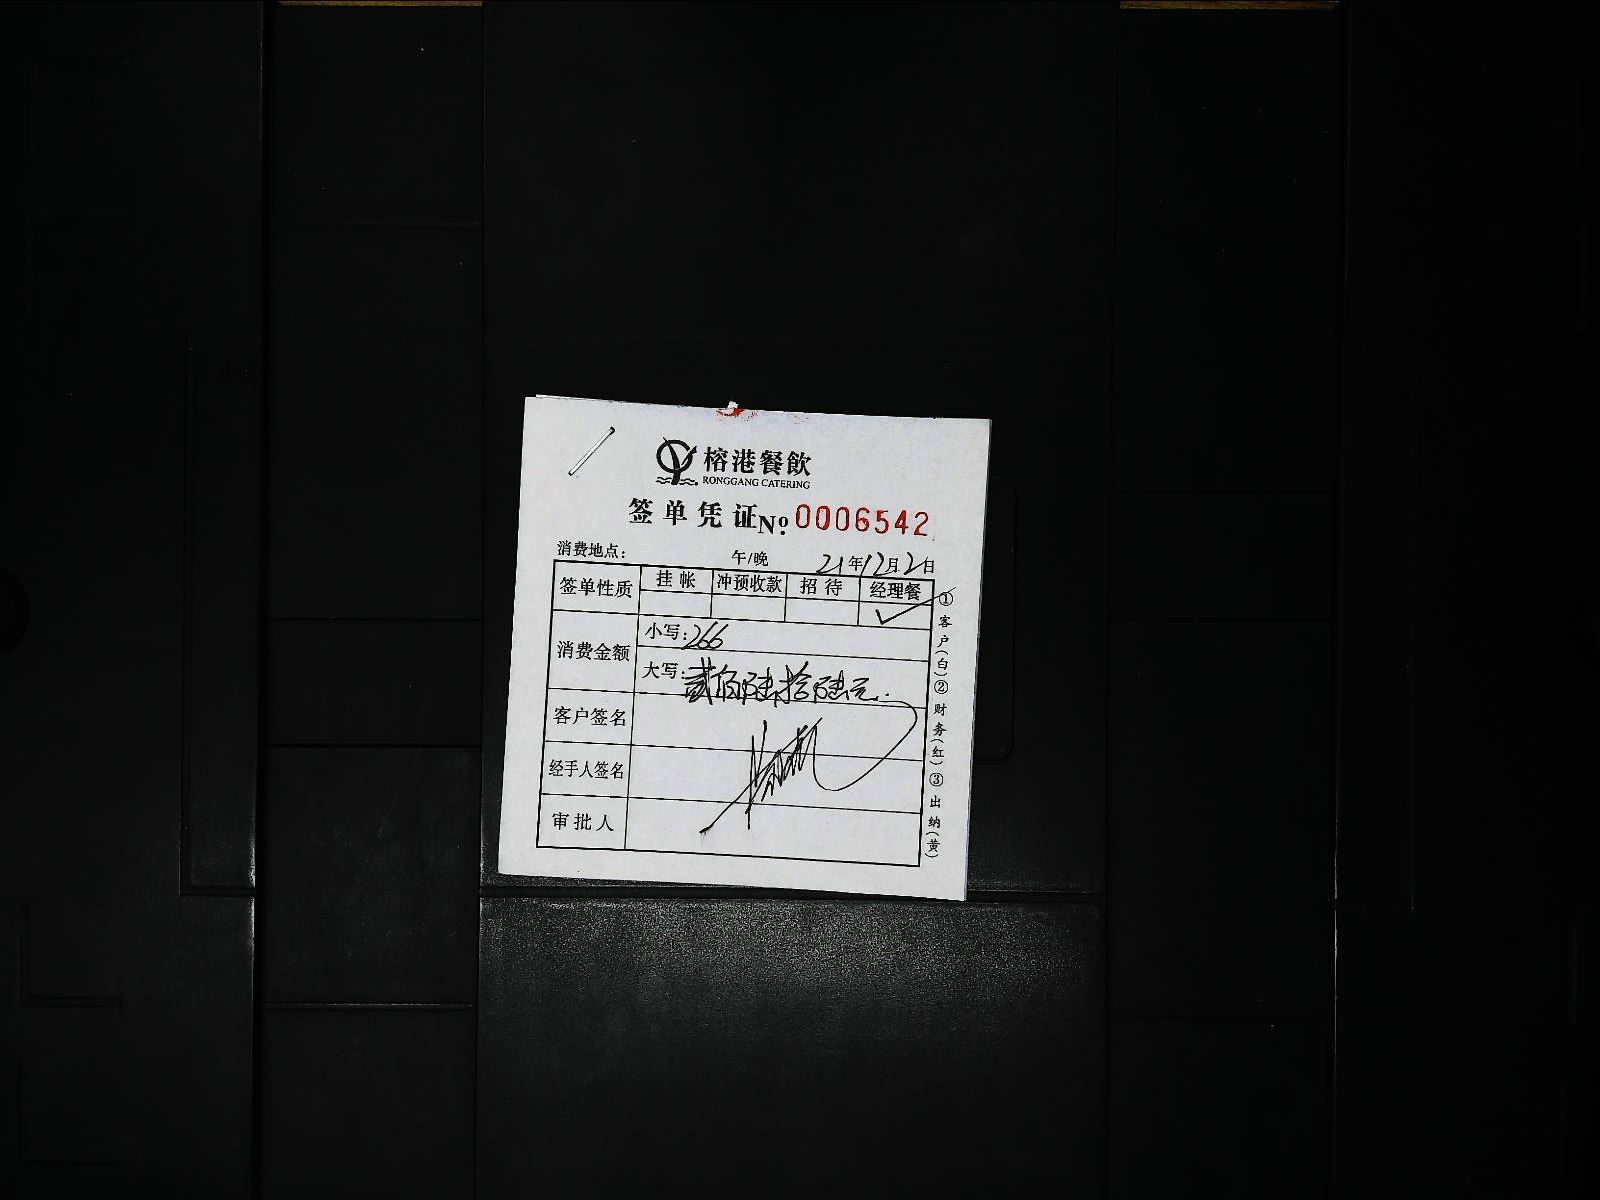 榕港餐飲
RONGGANG CATERING
签单凭证 Nº 0006542
消费地点： 午/晚 21年12月2日
签单性质 挂帐 冲预收款 招待 经理餐
✓
消费金额 小写：266
大写：贰佰陆拾陆元.
客户签名
经手人签名
审批人
①客户(白)②财务(红)③出纳(黄)